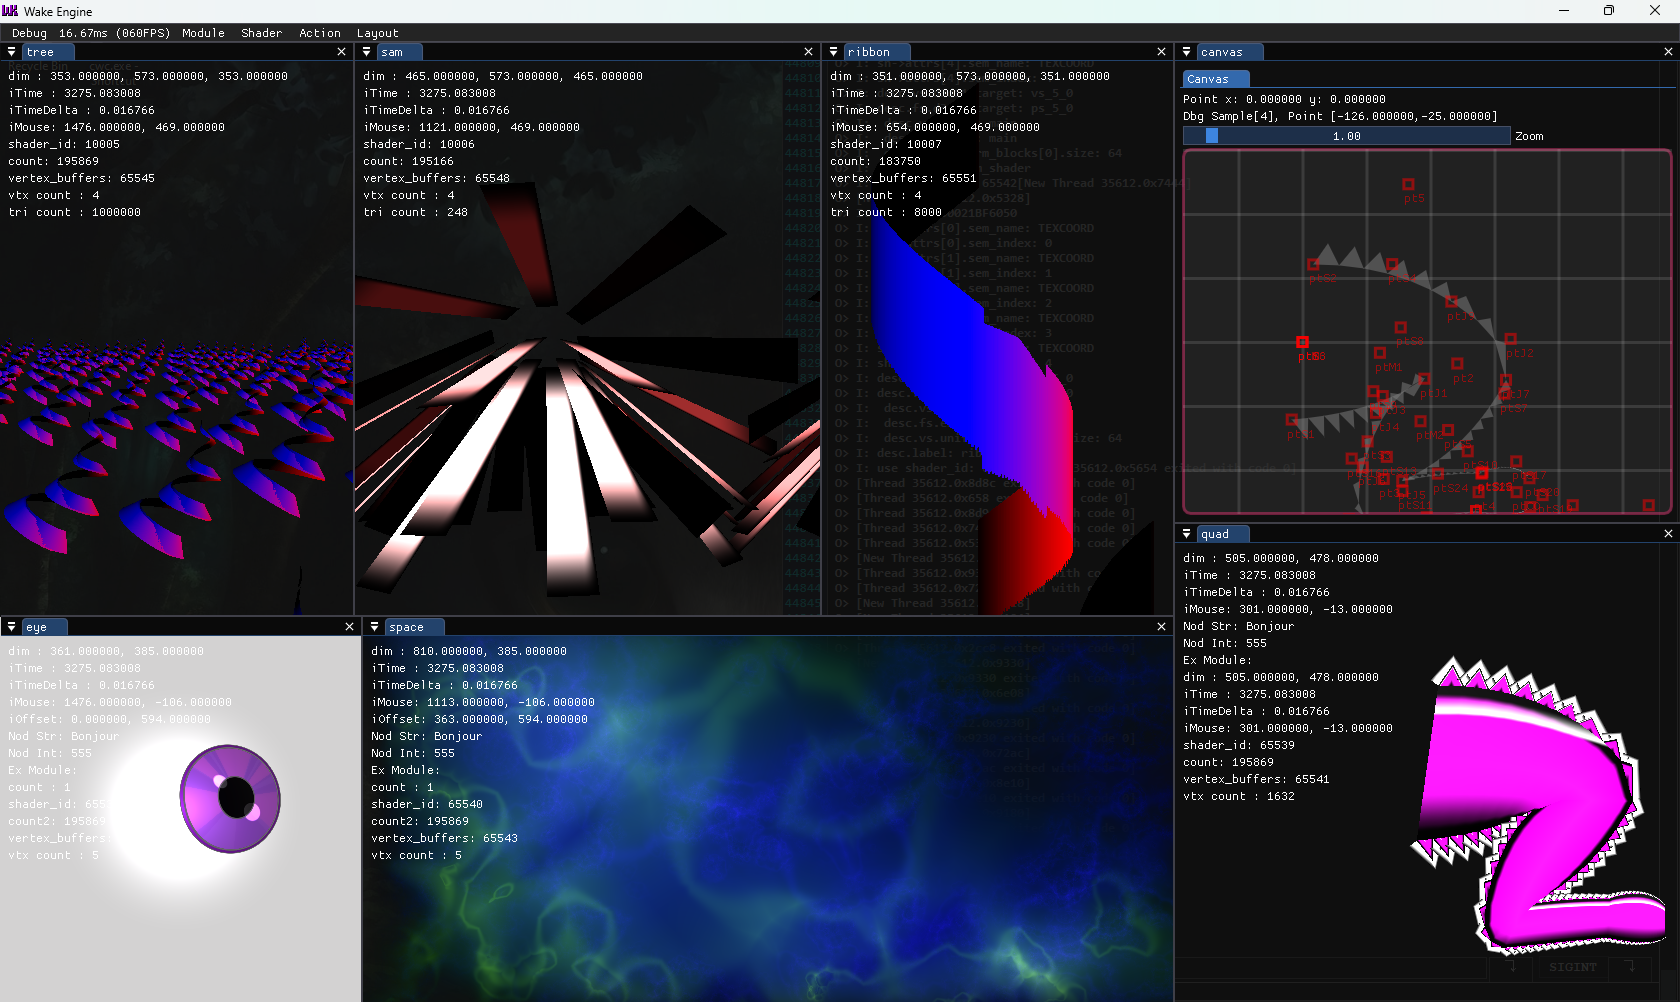 Wake Engine
Debug 16.67ms (060FPS) Module Shader Action Layout
tree
dim : 353.000000, 573.000000, 353.000000
iTime : 3275.083008
iTimeDelta : 0.016766
iMouse: 1476.000000, 469.000000
shader_id: 10005
count: 195869
vertex_buffers: 65545
vtx count : 4
tri count : 1000000
sam
dim : 465.000000, 573.000000, 465.000000
iTime : 3275.083008
iTimeDelta : 0.016766
iMouse: 1121.000000, 469.000000
shader_id: 10006
count: 195166
vertex_buffers: 65548
vtx count : 4
tri count : 248
ribbon
dim : 351.000000, 573.000000, 351.000000
iTime : 3275.083008
iTimeDelta : 0.016766
iMouse: 654.000000, 469.000000
shader_id: 10007
count: 183750
vertex_buffers: 65551
vtx count : 4
tri count : 8000
canvas
Canvas
Point x: 0.000000 y: 0.000000
Dbg Sample[4], Point [-126.000000,-25.000000]
1.00 Zoom
pt5
ptS2
ptJ2
ptS8
ptM1
ptZ
ptJ1
ptJ7
ptJ4
ptS24
ptJ5
ptS11
quad
dim : 505.000000, 478.000000
iTime : 3275.083008
iTimeDelta : 0.016766
iMouse: 301.000000, -13.000000
Nod Str: Bonjour
Nod Int: 555
Ex Module:
dim : 505.000000, 478.000000
iTime : 3275.083008
iTimeDelta : 0.016766
iMouse: 301.000000, -13.000000
shader_id: 65539
count: 195869
vertex_buffers: 65541
vtx count : 1632
SIGINT
eye
dim : 361.000000, 385.000000
iTime : 3275.083008
iTimeDelta : 0.016766
iMouse: 1476.000000, -106.000000
iOffset: 0.000000, 594.000000
Nod Str: Bonjour
Nod Int: 555
Ex Module:
count : 1
shader_id: 655
count2: 195869
vertex_buffers:
vtx count : 5
space
dim : 810.000000, 385.000000
iTime : 3275.083008
iTimeDelta : 0.016766
iMouse: 1113.000000, -106.000000
iOffset: 363.000000, 594.000000
Nod Str: Bonjour
Nod Int: 555
Ex Module:
count : 1
shader_id: 65540
count2: 195869
vertex_buffers: 65543
vtx count : 5